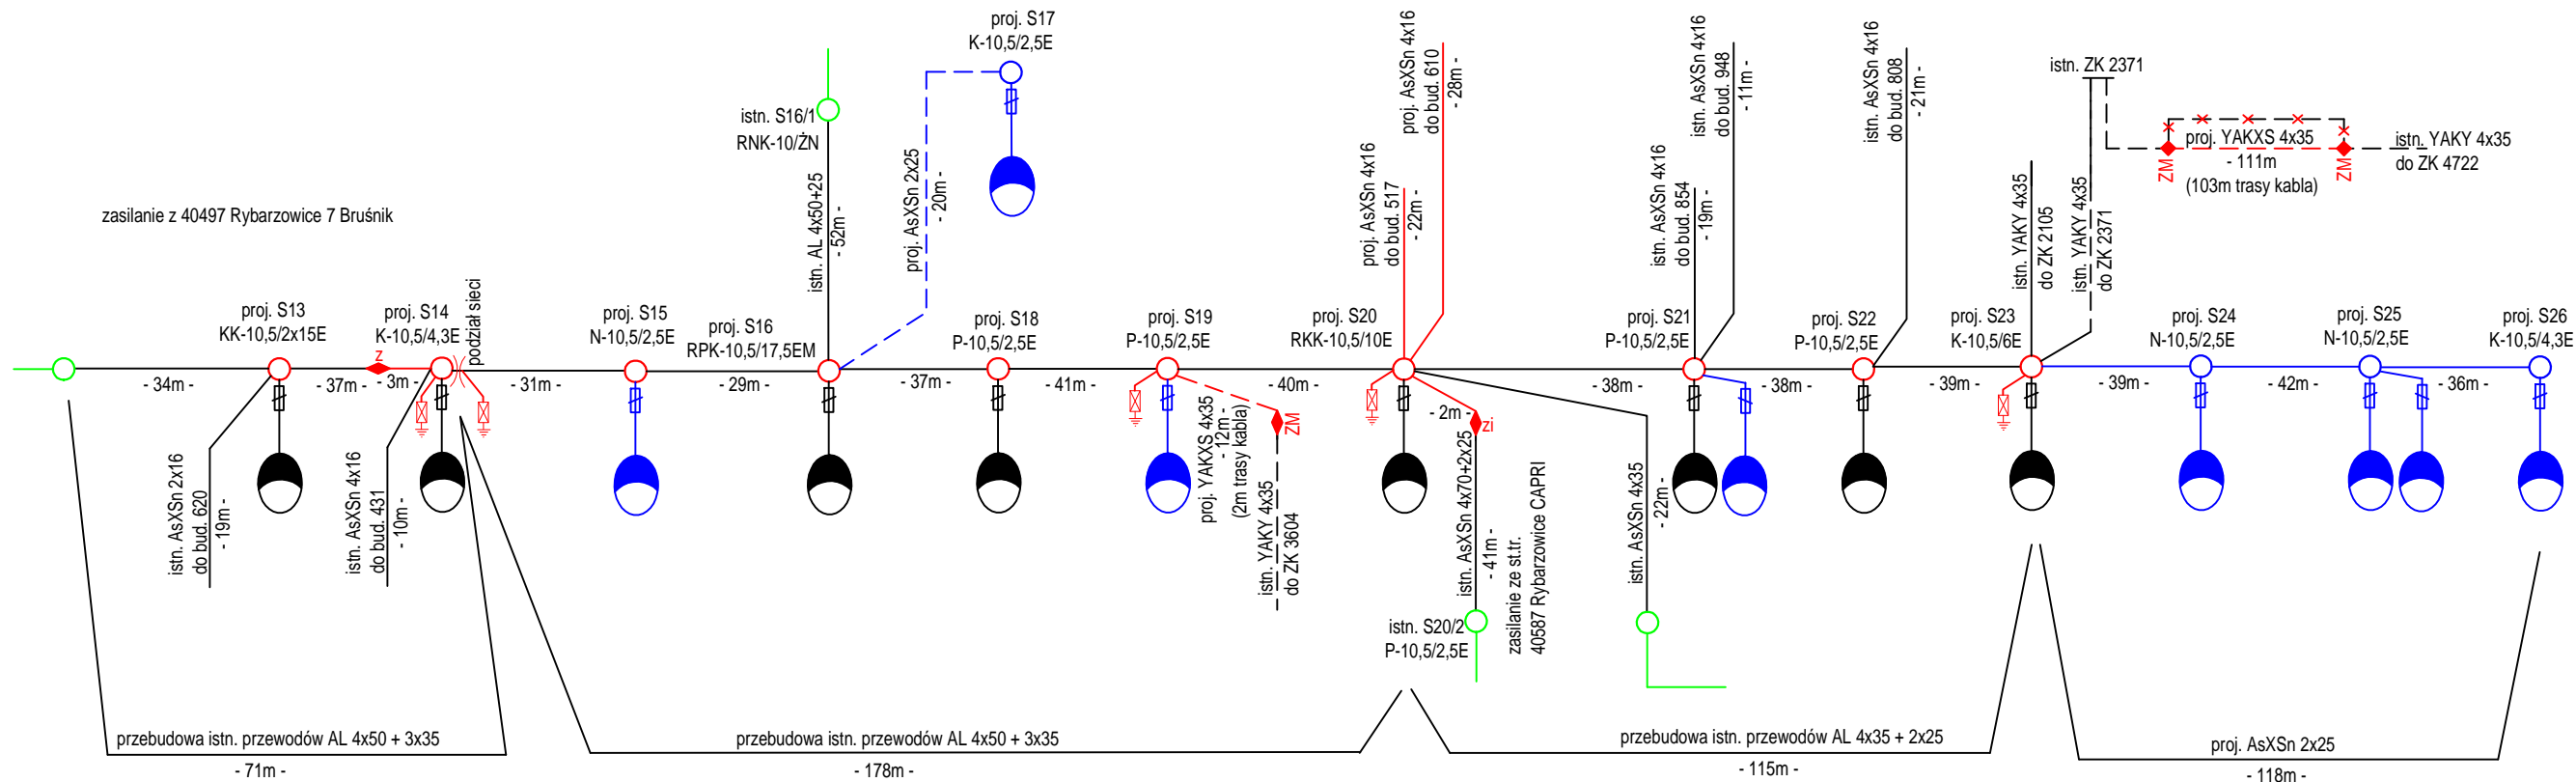 proj. S17
K-10,5/2,5E
istn. S16/1
RNK-10/ŻN
istn. AL 4x50+25
- 52m -
proj. AsXSn 2x25
- 20m -
proj. AsXSn 4x16
do bud. 517
- 22m -
proj. AsXSn 4x16
do bud. 610
- 28m -
istn. AsXSn 4x16
do bud. 854
- 19m -
istn. AsXSn 4x16
do bud. 948
- 11m -
istn. AsXSn 4x16
do bud. 808
- 21m -
istn. ZK 2371
istn. YAKY 4x35
do ZK 2105
istn. YAKY 4x35
do ZK 2371
proj. YAKXS 4x35
- 111m
(103m trasy kabla)
ZM
ZM
istn. YAKY 4x35
do ZK 4722
zasilanie z 40497 Rybarzowice 7 Bruśnik
proj. S13
KK-10,5/2x15E
proj. S14
K-10,5/4,3E
podział sieci
proj. S15
N-10,5/2,5E
proj. S16
RPK-10,5/17,5EM
proj. S18
P-10,5/2,5E
proj. S19
P-10,5/2,5E
proj. S20
RKK-10,5/10E
proj. S21
P-10,5/2,5E
proj. S22
P-10,5/2,5E
proj. S23
K-10,5/6E
proj. S24
N-10,5/2,5E
proj. S25
N-10,5/2,5E
proj. S26
K-10,5/4,3E
z
- 34m -
- 37m -
- 3m -
- 31m -
- 29m -
- 37m -
- 41m -
- 40m -
- 2m -
- 38m -
- 38m -
- 39m -
- 39m -
- 42m -
- 36m -
istn. AsXSn 2x16
do bud. 620
- 19m -
istn. AsXSn 4x16
do bud. 431
- 10m -
proj. YAKXS 4x35
- 12m -
(2m trasy kabla)
ZM
istn. YAKY 4x35
do ZK 3604
zi
istn. AsXSn 4x70+2x25
- 41m -
zasilanie ze st.tr.
40587 Rybarzowice CAPRI
istn. AsXSn 4x35
- 22m -
istn. S20/2
P-10,5/2,5E
przebudowa istn. przewodów AL 4x50 + 3x35
- 71m -
przebudowa istn. przewodów AL 4x50 + 3x35
- 178m -
przebudowa istn. przewodów AL 4x35 + 2x25
- 115m -
proj. AsXSn 2x25
- 118m -